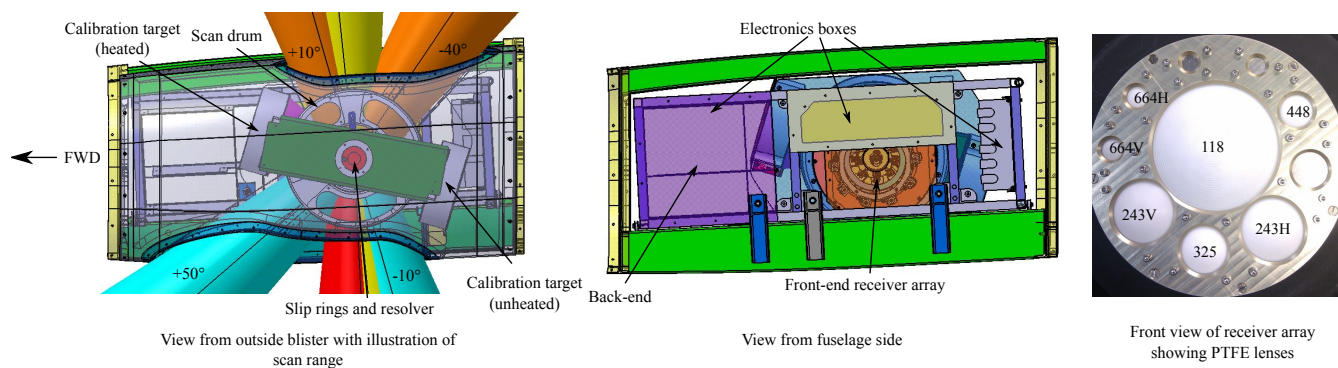 Calibration target
(heated)
Scan drum
+10°
-40°
FWD
+50°
-10°
Slip rings and resolver
Calibration target
(unheated)
View from outside blister with illustration of
scan range
Electronics boxes
Back-end
Front-end receiver array
View from fuselage side
664H
448
664V
118
243V
243H
325
Front view of receiver array
showing PTFE lenses